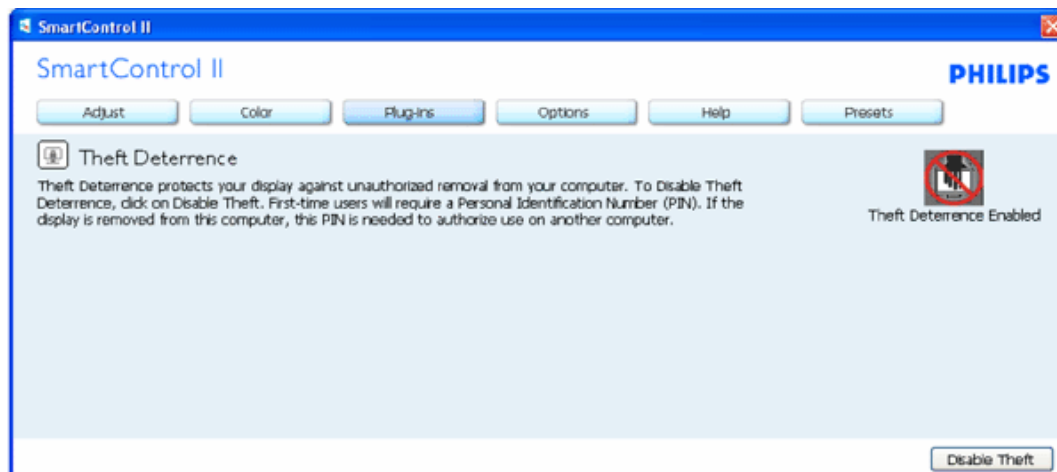 SmartControl II
SmartControl II
PHILIPS
Adjust Color Plug-Ins Options Help Presets
Theft Deterrence
Theft Deterrence protects your display against unauthorized removal from your computer. To Disable Theft
Deterrence, click on Disable Theft. First-time users will require a Personal Identification Number (PIN). If the
display is removed from this computer, this PIN is needed to authorize use on another computer.
Theft Deterrence Enabled
Disable Theft